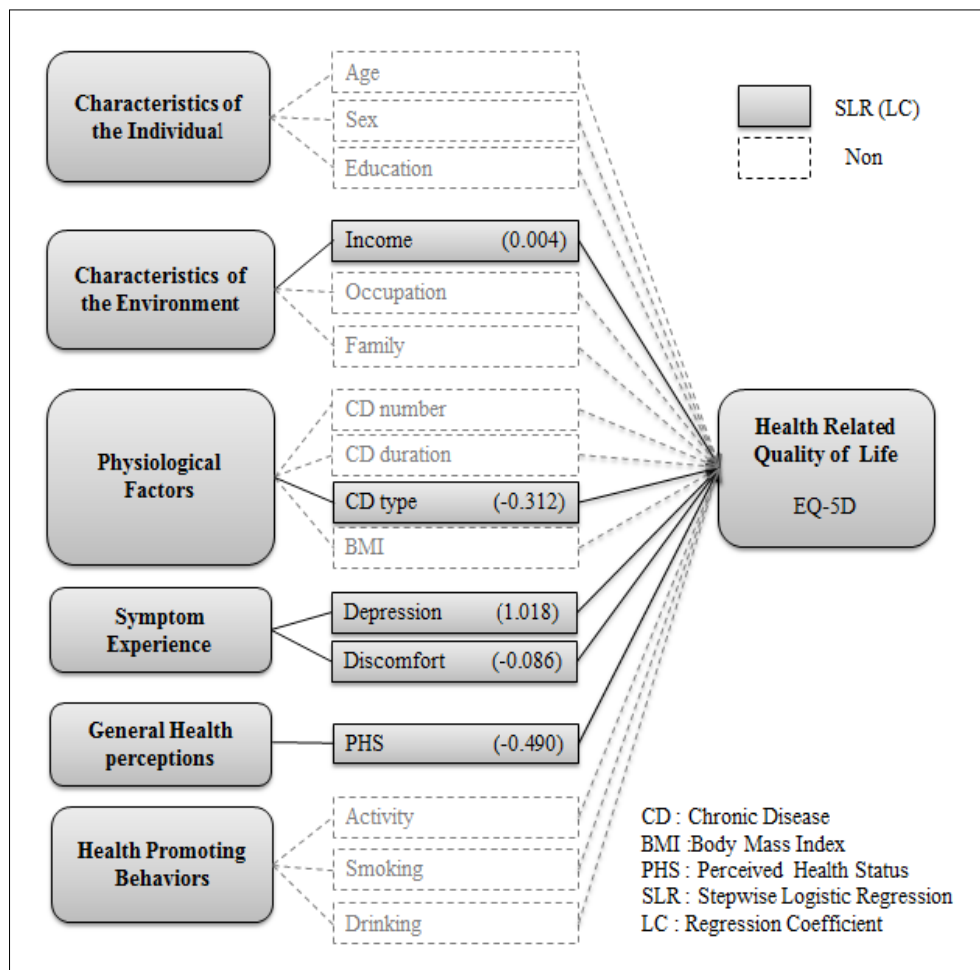 Characteristics of
the Individual
Age
Sex
Education
SLR (LC)
Non
Characteristics of
the Environment
Income (0.004)
Occupation
Family
Physiological
Factors
CD number
CD duration
CD type (-0.312)
BMI
Health Related
Quality of Life
EQ-5D
Symptom
Experience
Depression (1.018)
Discomfort (-0.086)
General Health
perceptions
PHS (-0.490)
Health Promoting
Behaviors
Activity
Smoking
Drinking
CD : Chronic Disease
BMI :Body Mass Index
PHS : Perceived Health Status
SLR : Stepwise Logistic Regression
LC : Regression Coefficient